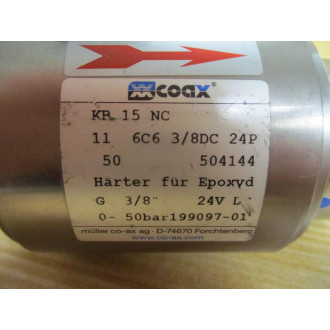 coax
KB 15 NC
11 6C6 3/8DC 24P
50 504144
Härter für Epoxyd
G 3/8" 24V
0- 50bar199097-01
müller co-ax ag · D-74670 Forchtenberg
www.co-ax.com